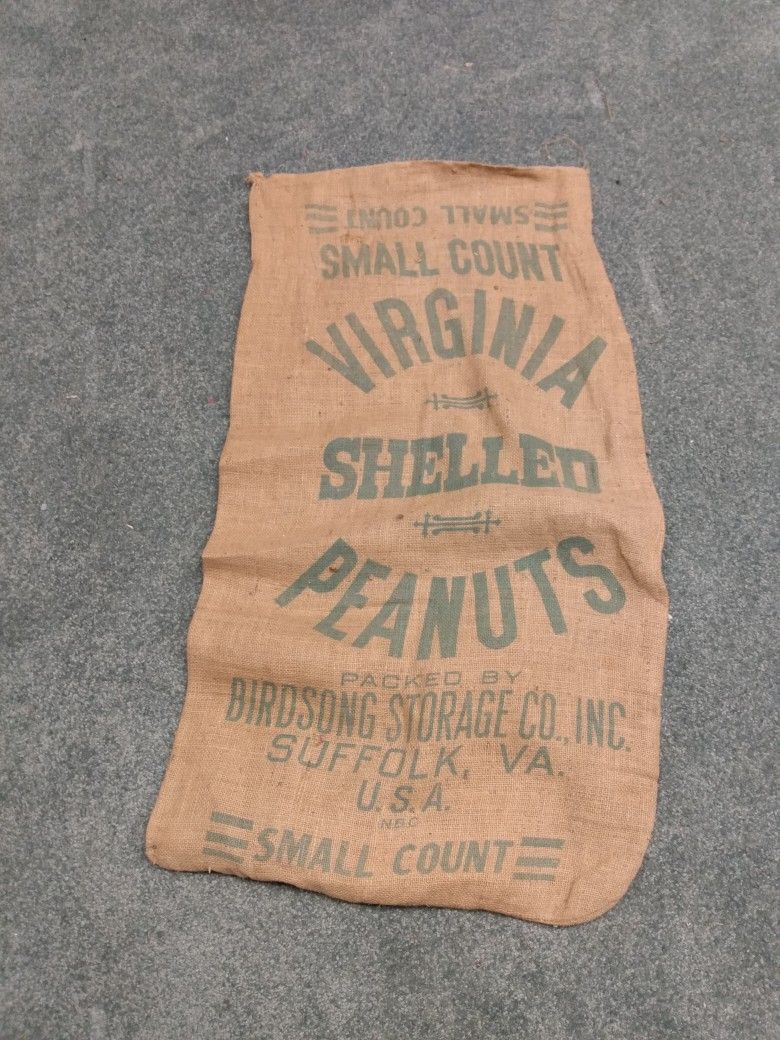 SMALL COUNT
SMALL COUNT
VIRGINIA
SHELLED
PEANUTS
PACKED BY
BIRDSONG STORAGE CO., INC.
SUFFOLK, VA.
U.S.A.
N.B.C
SMALL COUNT